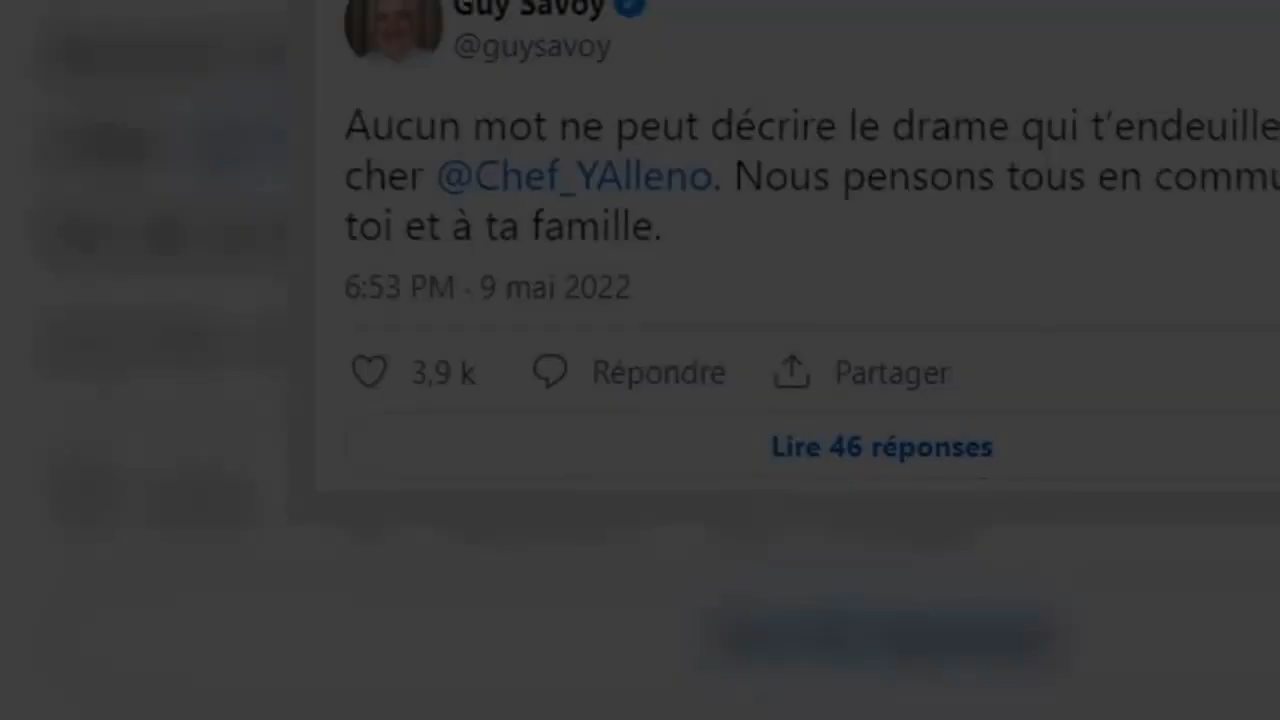 Guy Savoy
@guysavoy
Aucun mot ne peut décrire le drame qui t'endeuille
cher @Chef_YAlleno. Nous pensons tous en
toi et à ta famille.
6:53 PM · 9 mai 2022
3,9 k Répondre Partager
Lire 46 réponses